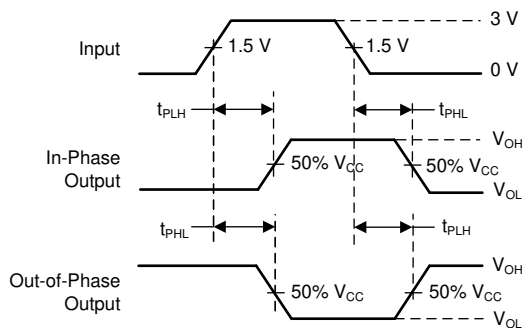 3 V
Input
1.5 V
1.5 V
0 V
tPLH
tPHL
In-Phase
Output
VOH
50% VCC
50% VCC
VOL
tPHL
tPLH
Out-of-Phase
Output
VOH
50% VCC
50% VCC
VOL